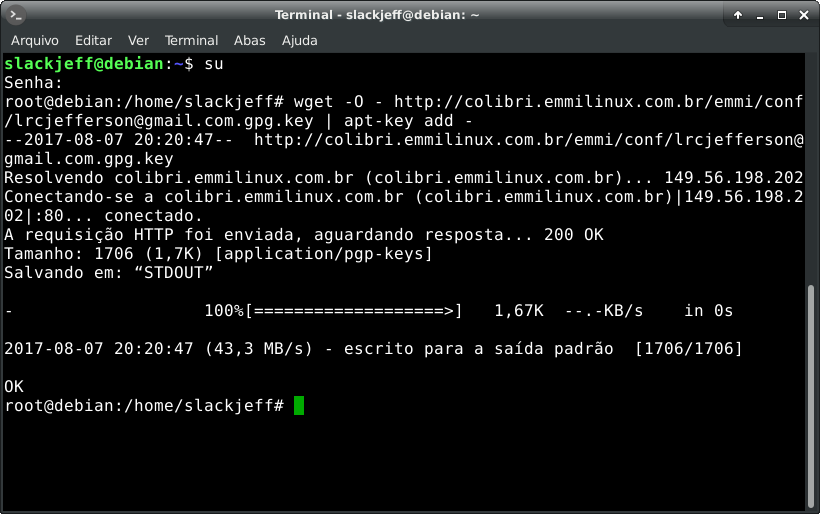 Terminal - slackjeff@debian: ~
Arquivo Editar Ver Terminal Abas Ajuda
slackjeff@debian:~$ su
Senha:
root@debian:/home/slackjeff# wget -O - http://colibri.emmilinux.com.br/emmi/conf
/lrcjefferson@gmail.com.gpg.key | apt-key add -
--2017-08-07 20:20:47--  http://colibri.emmilinux.com.br/emmi/conf/lrcjefferson@
gmail.com.gpg.key
Resolvendo colibri.emmilinux.com.br (colibri.emmilinux.com.br)... 149.56.198.202
Conectando-se a colibri.emmilinux.com.br (colibri.emmilinux.com.br)|149.56.198.2
02|:80... conectado.
A requisição HTTP foi enviada, aguardando resposta... 200 OK
Tamanho: 1706 (1,7K) [application/pgp-keys]
Salvando em: “STDOUT”
-                   100%[===================>]   1,67K  --.-KB/s    in 0s
2017-08-07 20:20:47 (43,3 MB/s) - escrito para a saída padrão  [1706/1706]
OK
root@debian:/home/slackjeff#